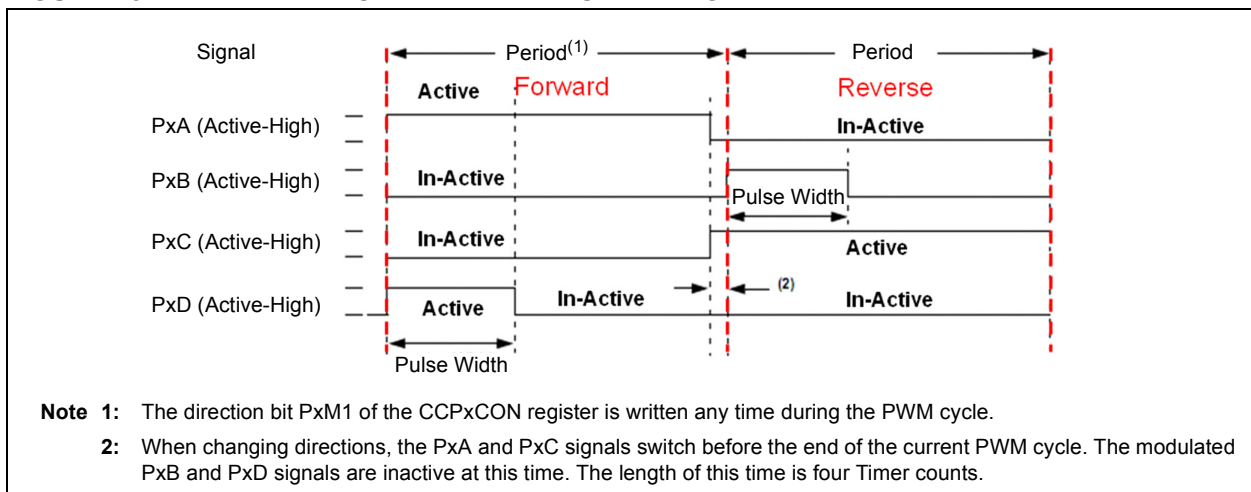 Signal
Period(1)
Period
Active
Forward
Reverse
PxA (Active-High)
In-Active
PxB (Active-High)
In-Active
Pulse Width
PxC (Active-High)
In-Active
Active
PxD (Active-High)
Active
In-Active
(2)
In-Active
Pulse Width
Note 1: The direction bit PxM1 of the CCPxCON register is written any time during the PWM cycle.
2: When changing directions, the PxA and PxC signals switch before the end of the current PWM cycle. The modulated
PxB and PxD signals are inactive at this time. The length of this time is four Timer counts.